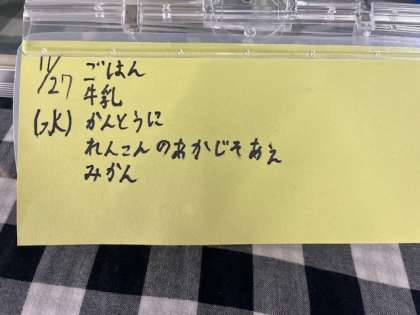 11/27 ごはん
牛乳
(水) かんとうに
れんこんのあかじそあえ
みかん